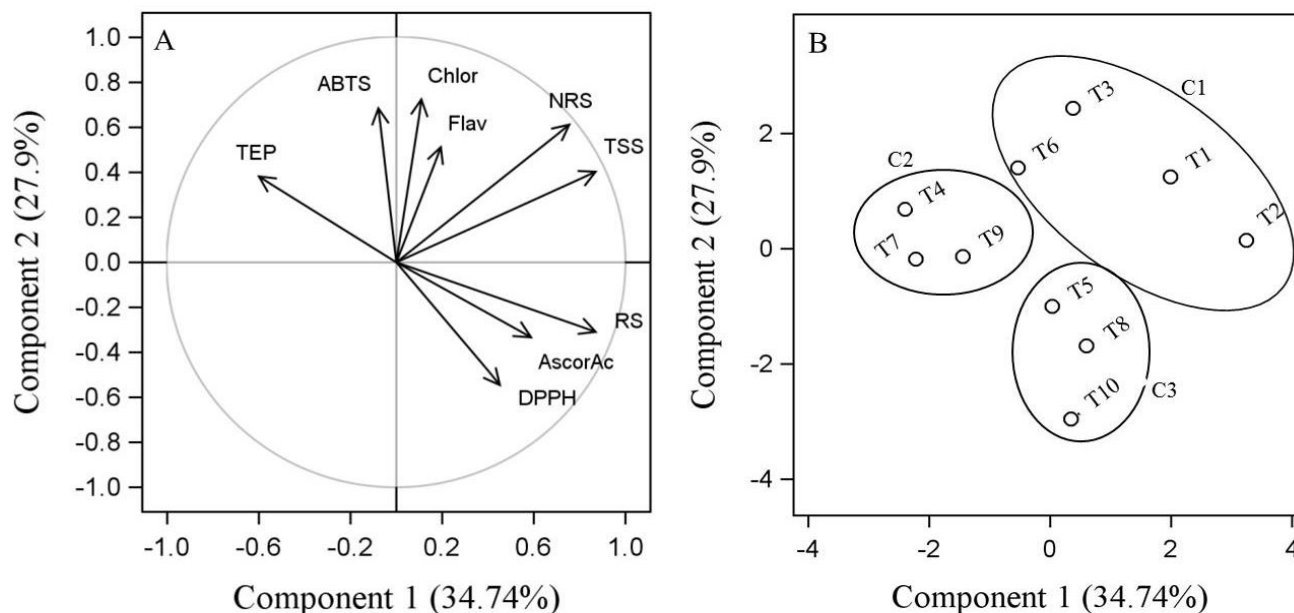 A
Component 2 (27.9%)
1.0
0.8
0.6
0.4
0.2
0.0
-0.2
-0.4
-0.6
-0.8
-1.0
ABTS
Chlor
Flav
NRS
TSS
TEP
RS
AscorAc
DPPH
-1.0
-0.6
-0.2
0.2
0.6
1.0
Component 1 (34.74%)
B
Component 2 (27.9%)
2
0
-2
-4
C1
T3
T6
T1
T2
C2
T4
T7
T9
T5
T8
T10
C3
-4
-2
0
2
4
Component 1 (34.74%)